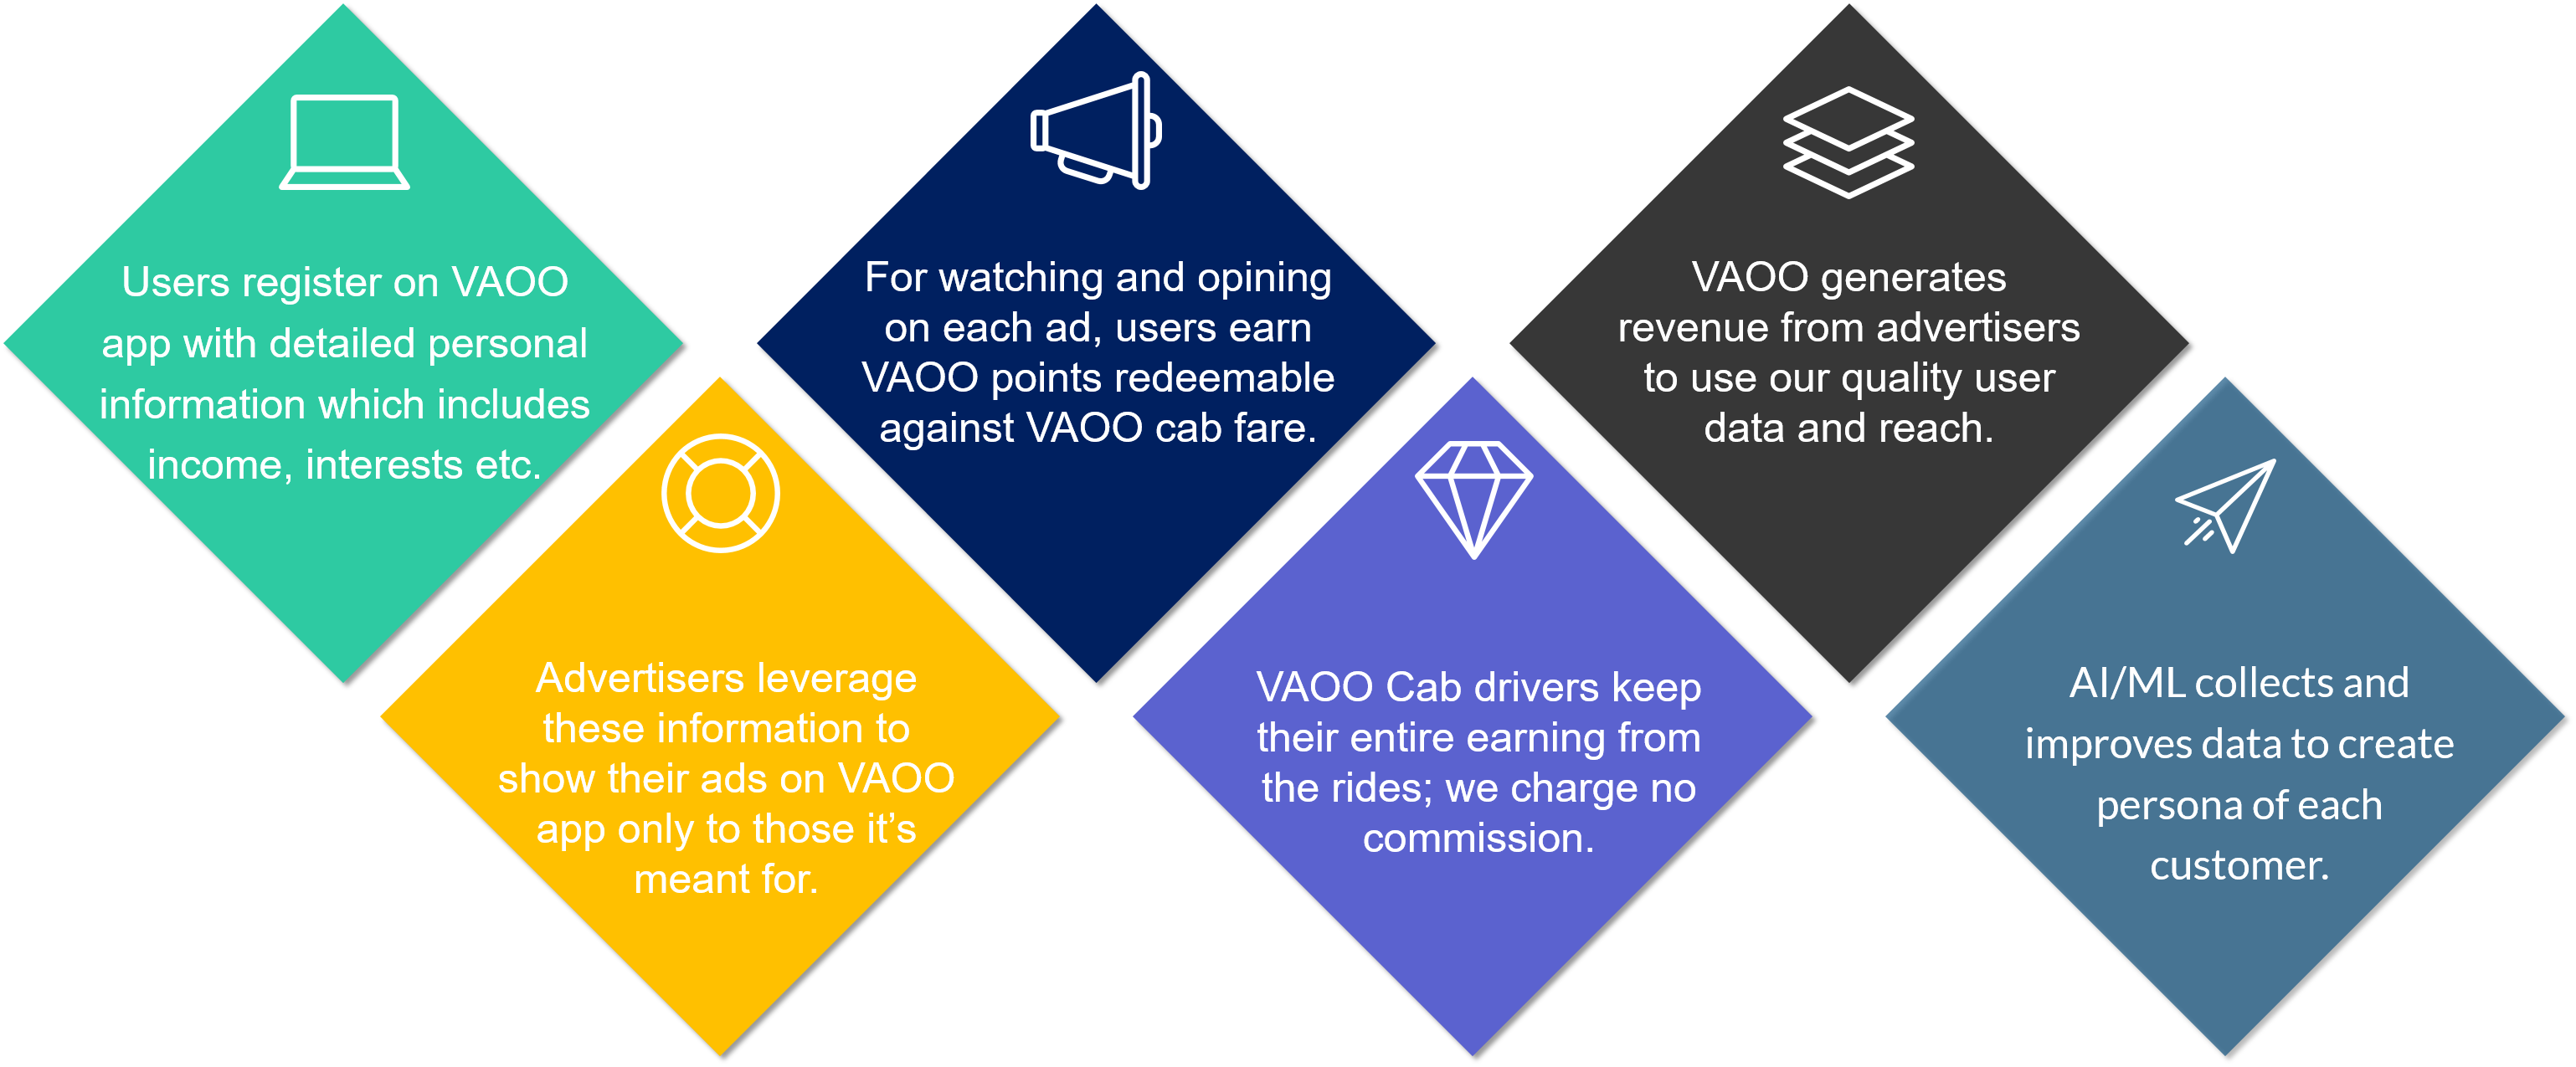 Users register on VAOO
app with detailed personal
information which includes
income, interests etc.
Advertisers leverage
these information to
show their ads on VAOO
app only to those it’s
meant for.
For watching and opining
on each ad, users earn
VAOO points redeemable
against VAOO cab fare.
VAOO Cab drivers keep
their entire earning from
the rides; we charge no
commission.
VAOO generates
revenue from advertisers
to use our quality user
data and reach.
AI/ML collects and
improves data to create
persona of each
customer.